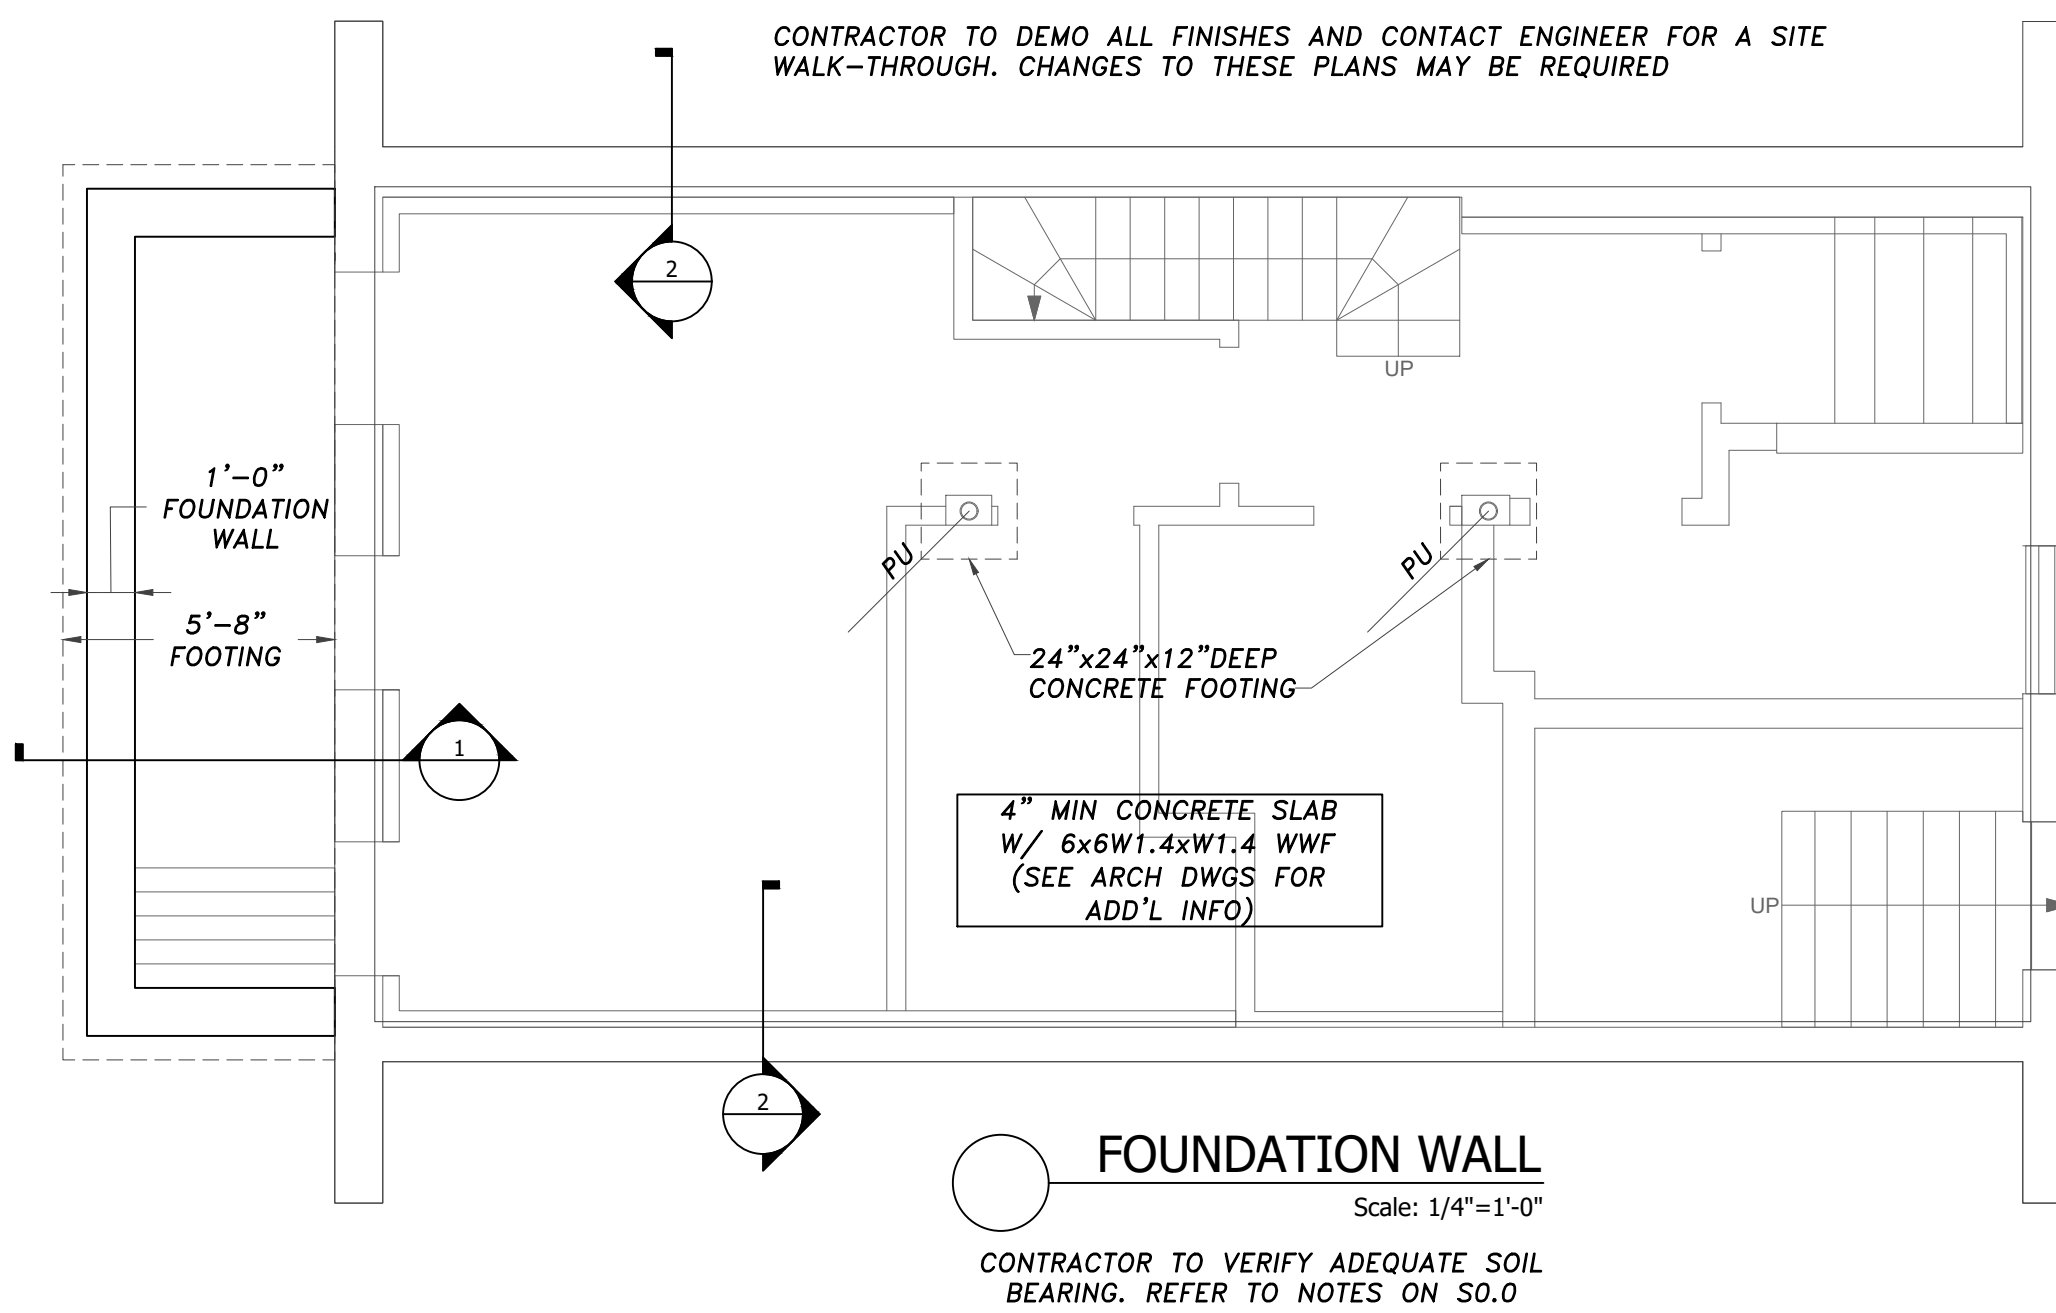 CONTRACTOR TO DEMO ALL FINISHES AND CONTACT ENGINEER FOR A SITE
WALK-THROUGH. CHANGES TO THESE PLANS MAY BE REQUIRED
2
UP
1'-0"
FOUNDATION
WALL
PU
PU
5'-8"
FOOTING
24"x24"x12"DEEP
CONCRETE FOOTING
1
4" MIN CONCRETE SLAB
W/ 6x6W1.4xW1.4 WWF
(SEE ARCH DWGS FOR
ADD'L INFO)
UP
2
FOUNDATION WALL
Scale: 1/4"=1'-0"
CONTRACTOR TO VERIFY ADEQUATE SOIL
BEARING. REFER TO NOTES ON S0.0